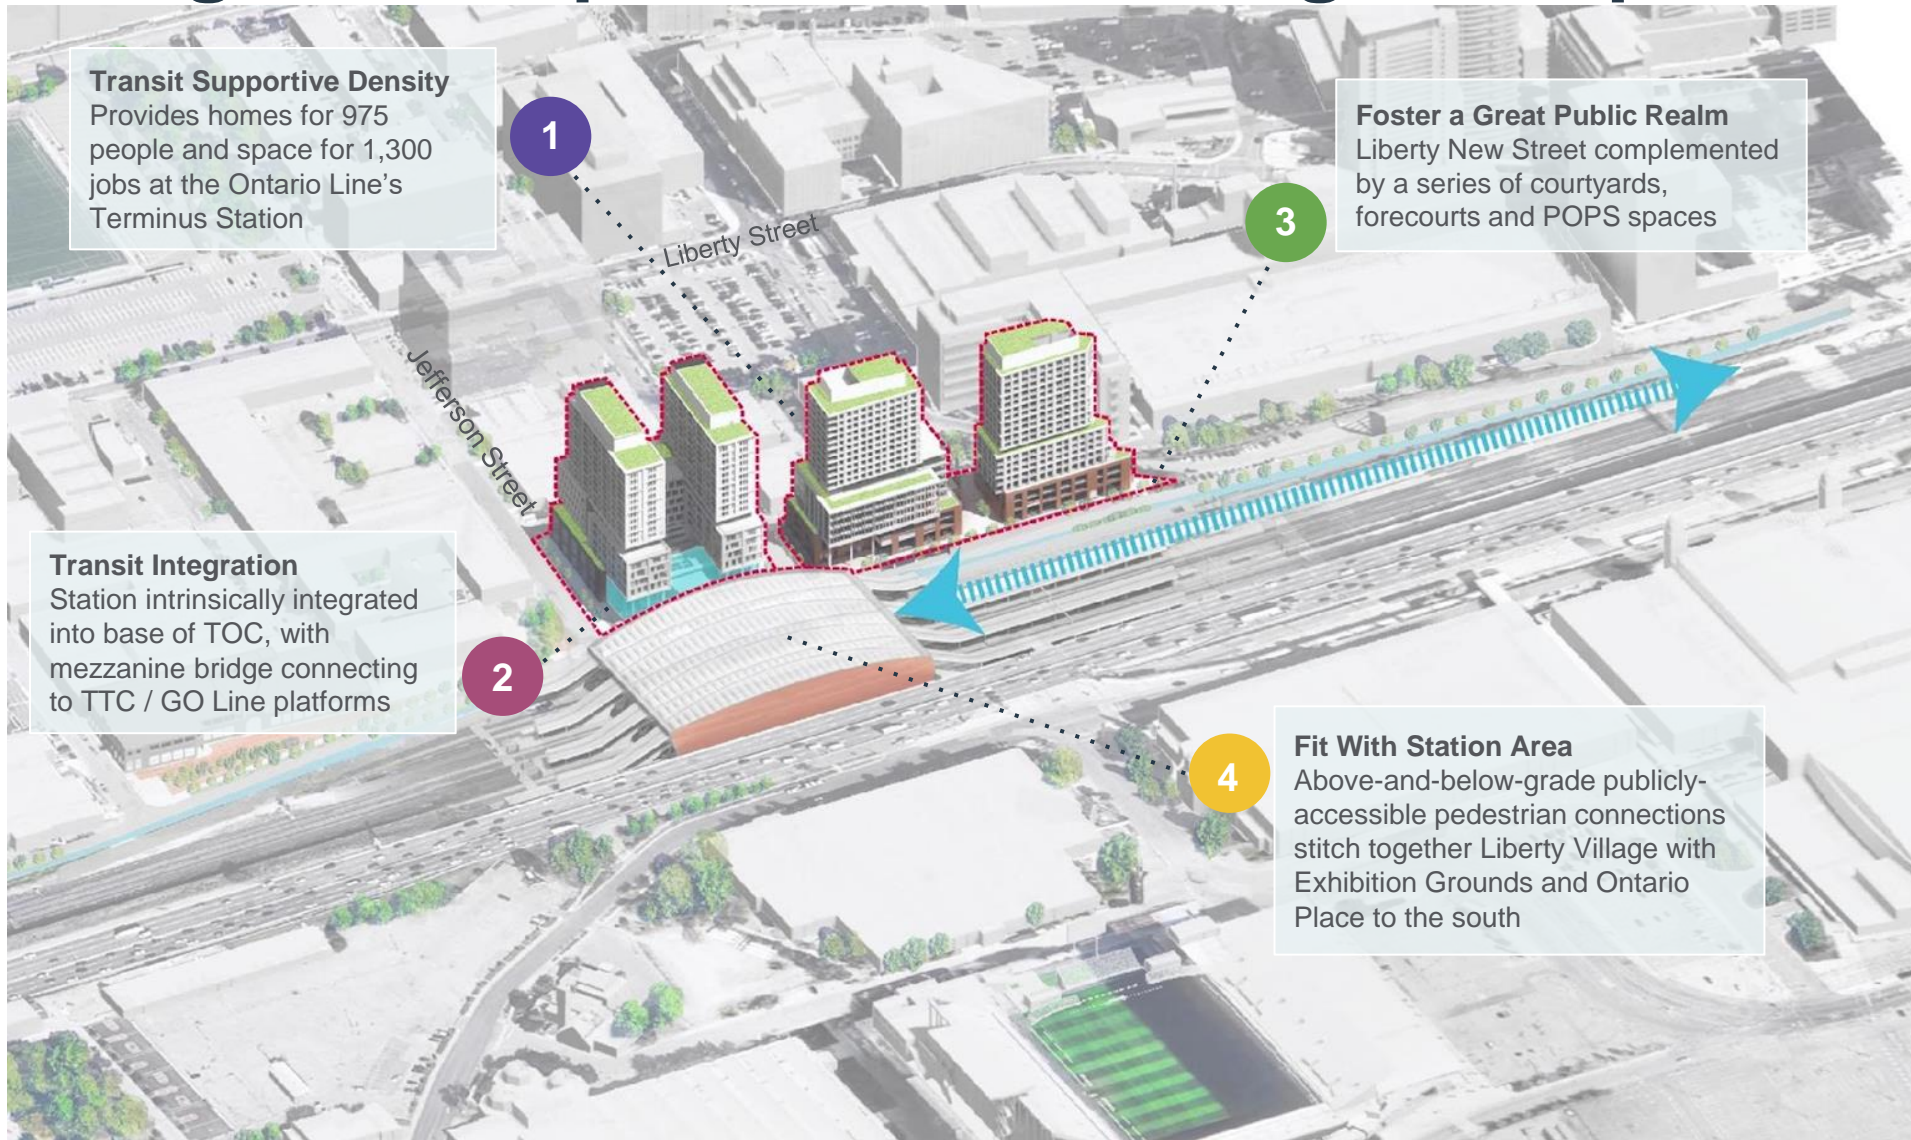 Transit Supportive Density
Provides homes for 975
people and space for 1,300
jobs at the Ontario Line’s
Terminus Station
1
Foster a Great Public Realm
Liberty New Street complemented
by a series of courtyards,
forecourts and POPS spaces
3
Liberty Street
Jefferson Street
Transit Integration
Station intrinsically integrated
into base of TOC, with
mezzanine bridge connecting
to TTC / GO Line platforms
2
4
Fit With Station Area
Above-and-below-grade publicly-
accessible pedestrian connections
stitch together Liberty Village with
Exhibition Grounds and Ontario
Place to the south